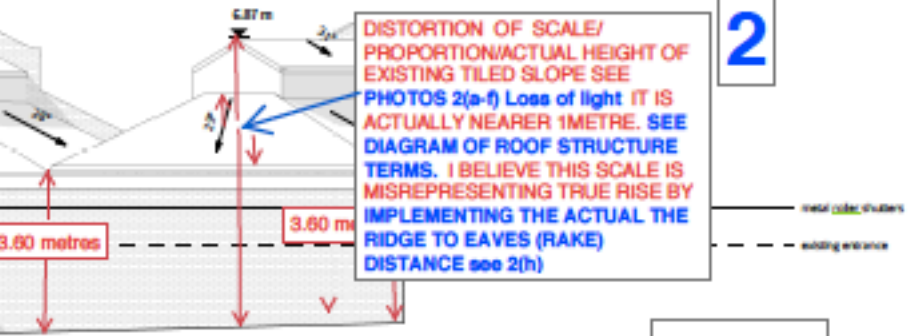 6.87 m
2
DISTORTION OF SCALE/
PROPORTION/ACTUAL HEIGHT OF
EXISTING TILED SLOPE SEE
PHOTOS 2(a-f) Loss of light IT IS
ACTUALLY NEARER 1METRE. SEE
DIAGRAM OF ROOF STRUCTURE
TERMS. I BELIEVE THIS SCALE IS
MISREPRESENTING TRUE RISE BY
IMPLEMENTING THE ACTUAL THE
RIDGE TO EAVES (RAKE)
DISTANCE see 2(h)
metal roller shutters
3.60 me
3.60 metres
existing entrance